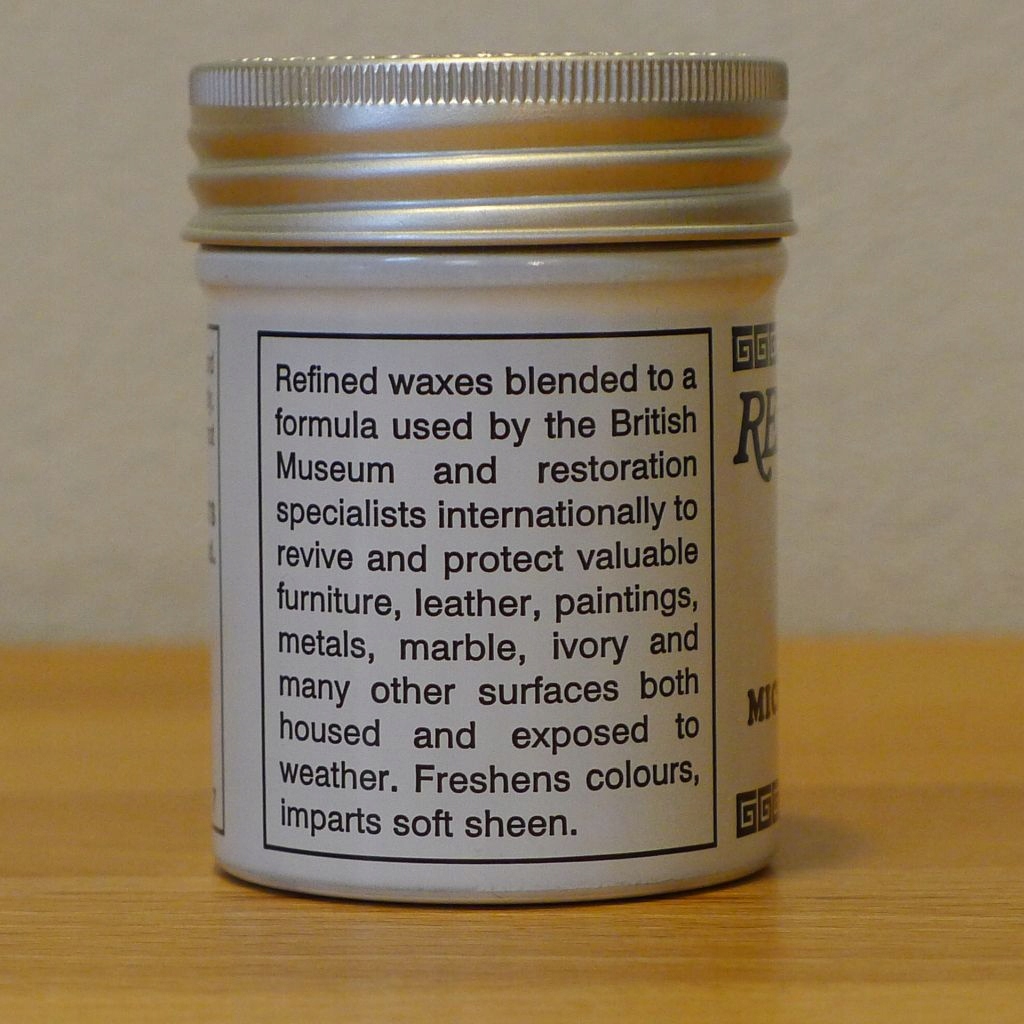 Refined waxes blended to a
formula used by the British
Museum and restoration
specialists internationally to
revive and protect valuable
furniture, leather, paintings,
metals, marble, ivory and
many other surfaces both
housed and exposed to
weather. Freshens colours,
imparts soft sheen.